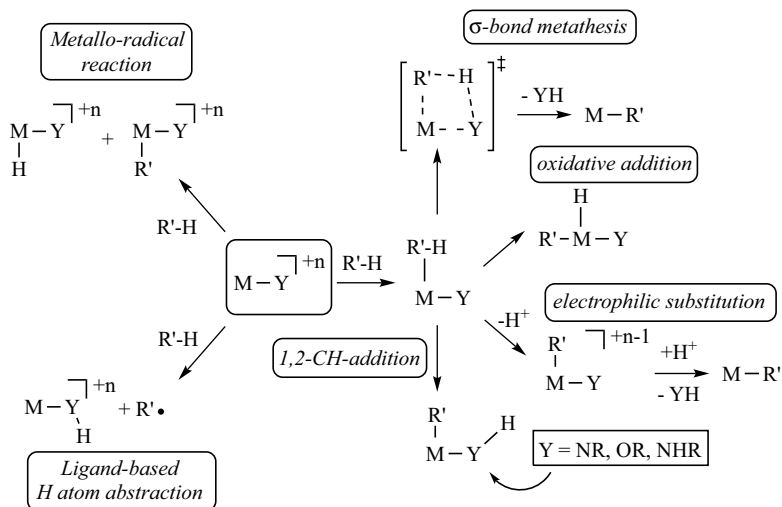 Metallo-radical
reaction
M–Y ⁺ⁿ + M–Y ⁺ⁿ
H R'
R'-H
σ-bond metathesis
R'--H ‡
M--Y
- YH
M–R'
oxidative addition
H
R'–M–Y
M–Y ⁺ⁿ
R'-H
R'-H
M–Y
electrophilic substitution
-H⁺
R' ⁺ⁿ⁻¹
M–Y
+H⁺
- YH
M–R'
1,2-CH-addition
R' H
M–Y
Y = NR, OR, NHR
R'-H
M–Y ⁺ⁿ + R'•
H
Ligand-based
H atom abstraction